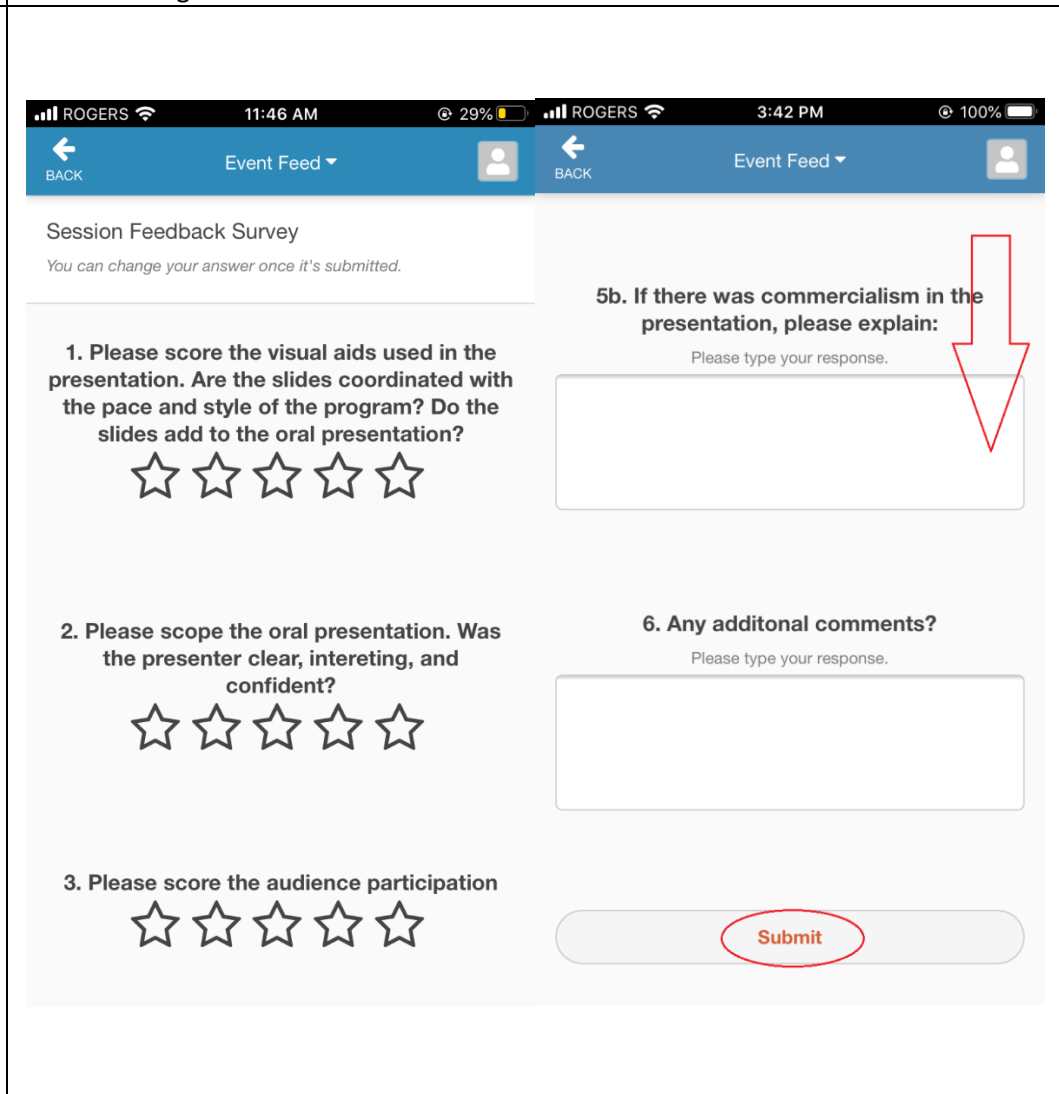 ROGERS 11:46 AM 29%
BACK
Event Feed
Session Feedback Survey
You can change your answer once it's submitted.
1. Please score the visual aids used in the
presentation. Are the slides coordinated with
the pace and style of the program? Do the
slides add to the oral presentation?
2. Please scope the oral presentation. Was
the presenter clear, intereting, and
confident?
3. Please score the audience participation
ROGERS 3:42 PM 100%
BACK
Event Feed
5b. If there was commercialism in the
presentation, please explain:
Please type your response.
6. Any additonal comments?
Please type your response.
Submit